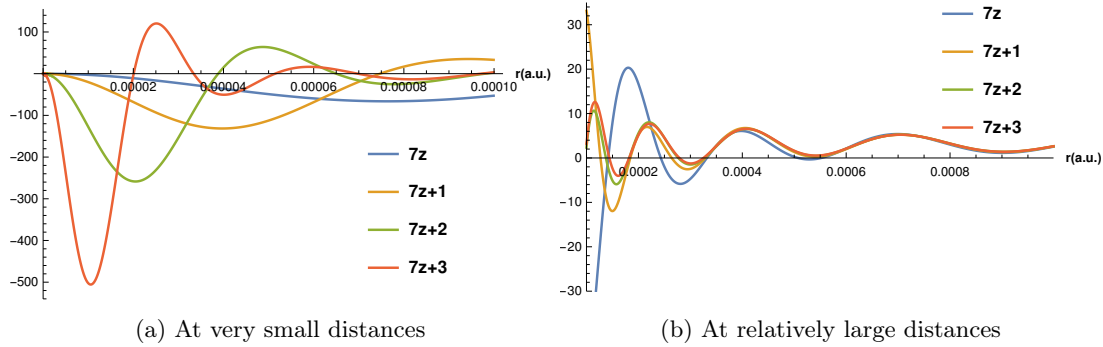 100
r(a.u.)
0.00002
0.00004
0.00006
0.00008
0.00010
-100
-200
-300
-400
-500
7z
7z+1
7z+2
7z+3
(a) At very small distances
30
20
10
0
-10
-20
-30
0.0002
0.0004
0.0006
0.0008
r(a.u.)
7z
7z+1
7z+2
7z+3
(b) At relatively large distances